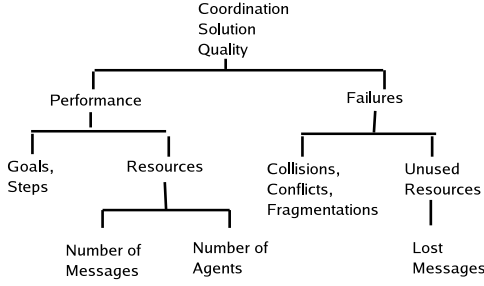 Coordination
Solution
Quality
Performance
Failures
Goals,
Steps
Resources
Collisions,
Conflicts,
Fragmentations
Unused
Resources
Number of
Messages
Number of
Agents
Lost
Messages